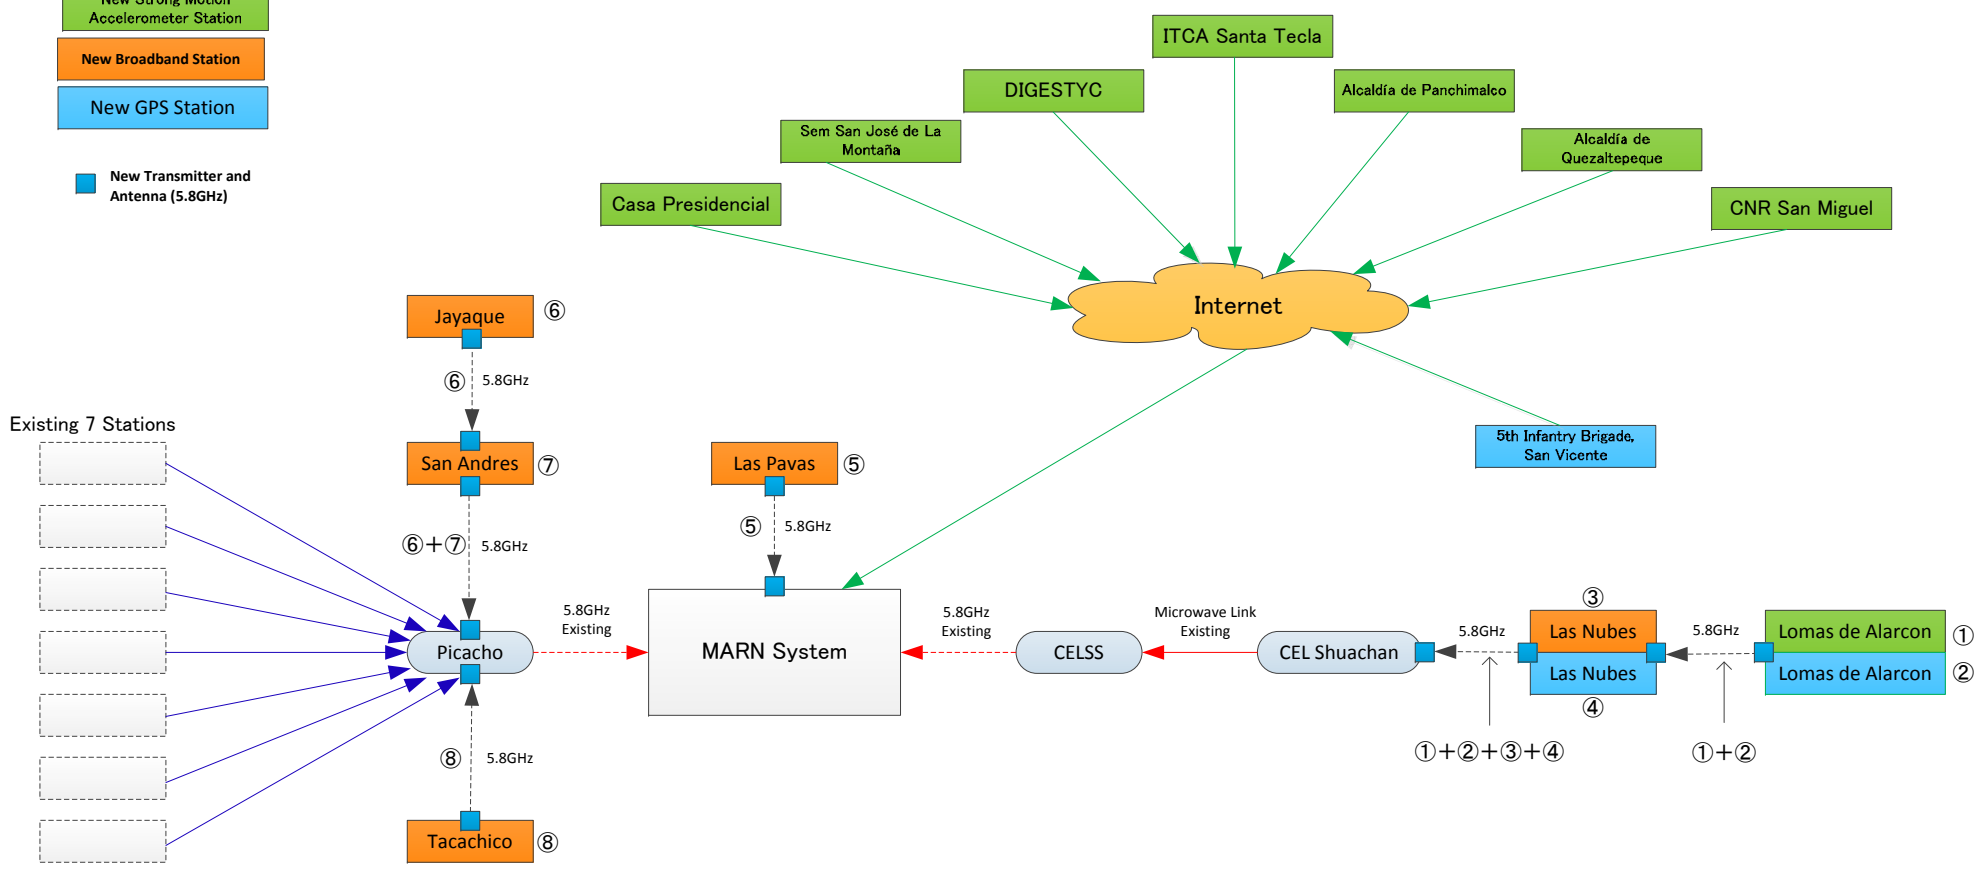 New Strong Motion
Accelerometer Station
New Broadband Station
New GPS Station
New Transmitter and
Antenna (5.8GHz)
ITCA Santa Tecla
DIGESTYC
Alcaldía de Panchimalco
Sem San José de La
Montaña
Alcaldía de
Quezaltepeque
Casa Presidencial
CNR San Miguel
Internet
Jayaque
⑥
⑥
5.8GHz
Existing 7 Stations
San Andres
⑦
Las Pavas
⑤
5th Infantry Brigade,
San Vicente
⑥+⑦
5.8GHz
⑤
5.8GHz
Picacho
5.8GHz
Existing
MARN System
5.8GHz
Existing
CELSS
Microwave Link
Existing
CEL Shuachan
5.8GHz
③
Las Nubes
Las Nubes
④
5.8GHz
Lomas de Alarcon
①
Lomas de Alarcon
②
①+②+③+④
①+②
⑧
5.8GHz
Tacachico
⑧